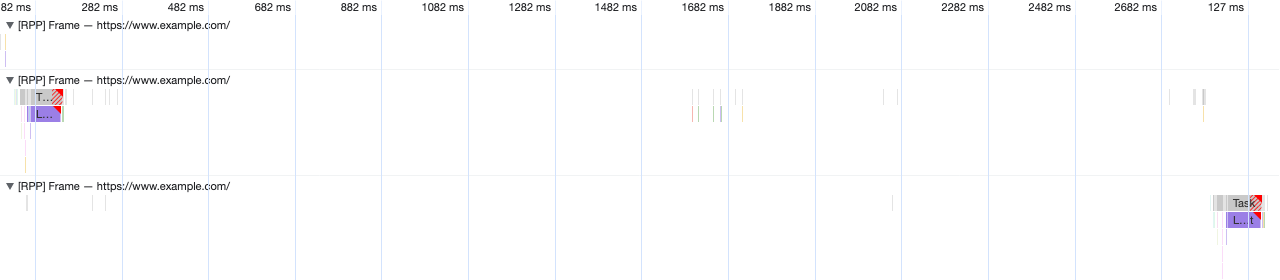 82 ms 282 ms 482 ms 682 ms 882 ms 1082 ms 1282 ms 1482 ms 1682 ms 1882 ms 2082 ms 2282 ms 2482 ms 2682 ms 127 ms
▼ [RPP] Frame — https://www.example.com/
▼ [RPP] Frame — https://www.example.com/
T...
L...
▼ [RPP] Frame — https://www.example.com/
Task
L...t